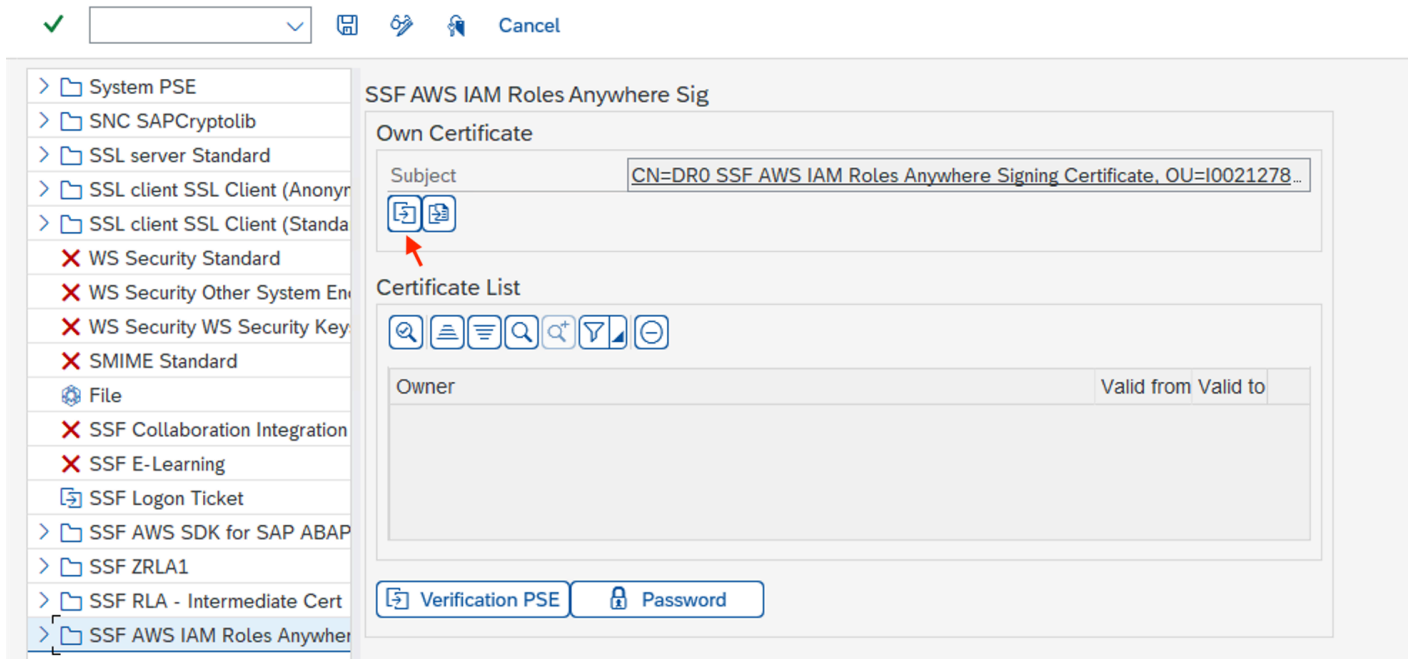 Cancel
System PSE
SNC SAPCryptolib
SSL server Standard
SSL client SSL Client (Anonyr
SSL client SSL Client (Standa
WS Security Standard
WS Security Other System En
WS Security WS Security Key
SMIME Standard
File
SSF Collaboration Integration
SSF E-Learning
SSF Logon Ticket
SSF AWS SDK for SAP ABAP
SSF ZRLA1
SSF RLA - Intermediate Cert
SSF AWS IAM Roles Anywher
SSF AWS IAM Roles Anywhere Sig
Own Certificate
Subject CN=DR0 SSF AWS IAM Roles Anywhere Signing Certificate, OU=I0021278...
Certificate List
Owner Valid from Valid to
Verification PSE Password